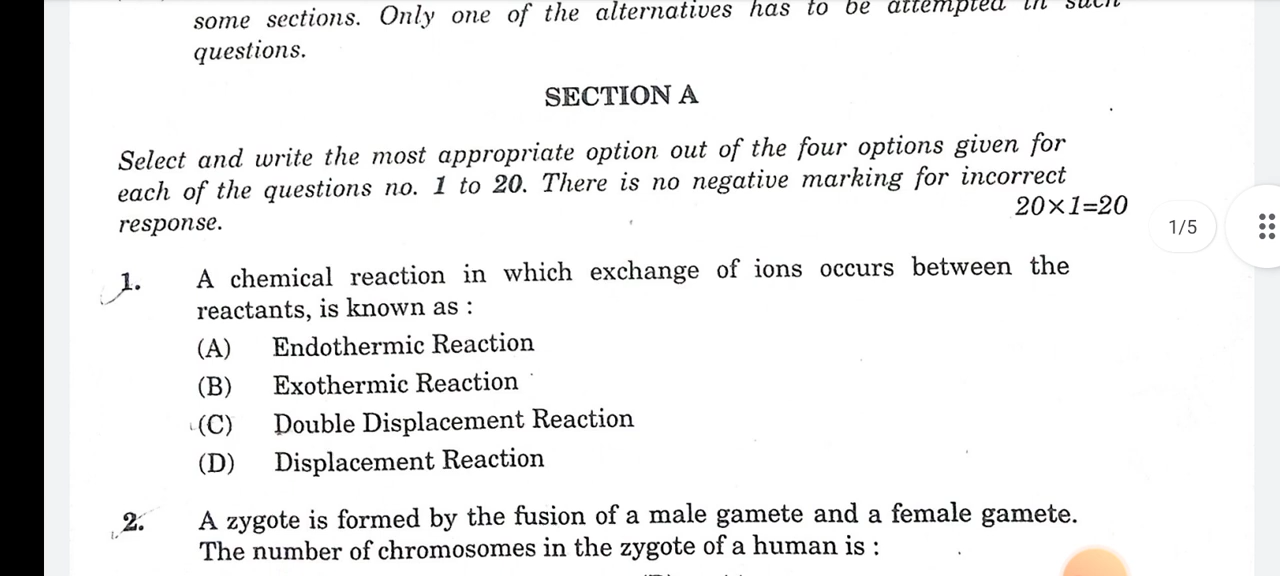 some sections. Only one of the alternatives has to be attempted in such
questions.
SECTION A
Select and write the most appropriate option out of the four options given for
each of the questions no. 1 to 20. There is no negative marking for incorrect
response.
20×1=20
1/5
1. A chemical reaction in which exchange of ions occurs between the
reactants, is known as :
(A) Endothermic Reaction
(B) Exothermic Reaction
(C) Double Displacement Reaction
(D) Displacement Reaction
2. A zygote is formed by the fusion of a male gamete and a female gamete.
The number of chromosomes in the zygote of a human is :